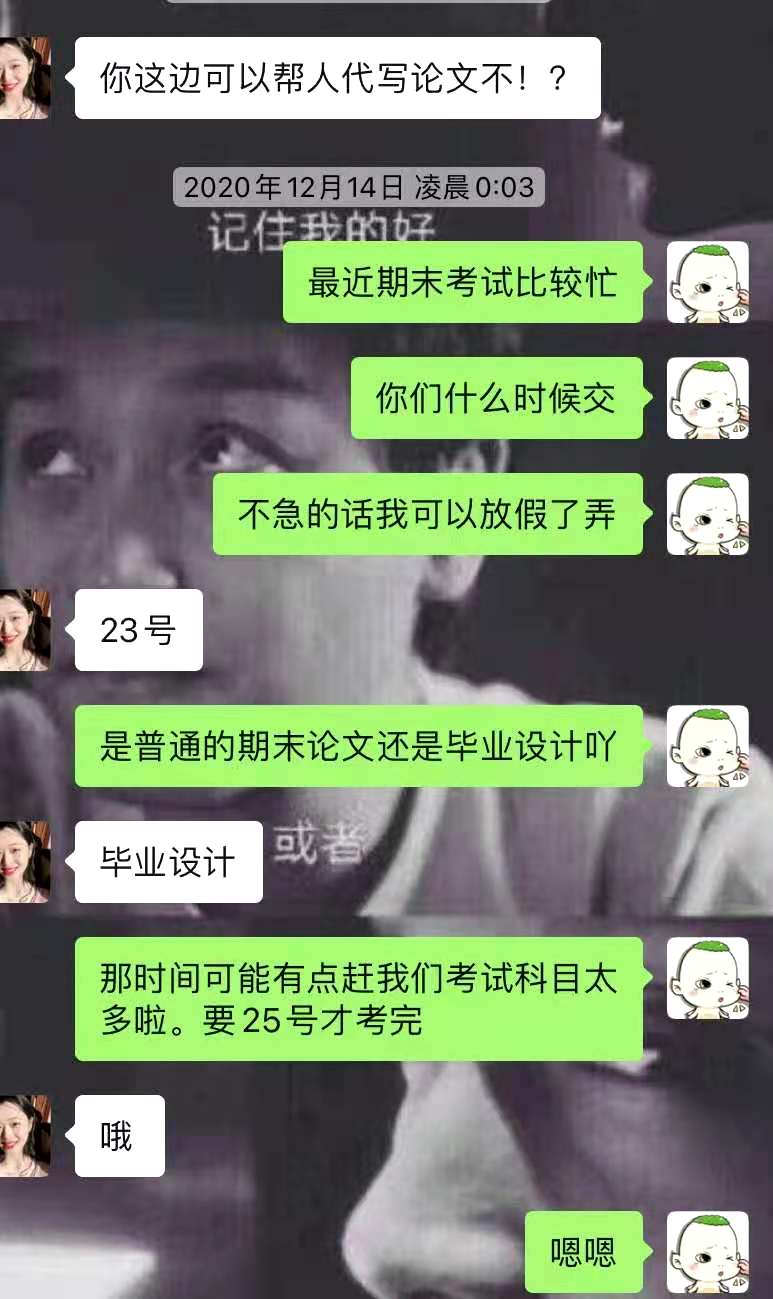 你这边可以帮人代写论文不！?
2020年12月14日 凌晨0:03
记住我的好
最近期末考试比较忙
你们什么时候交
不急的话我可以放假了弄
23号
是普通的期末论文还是毕业设计吖
毕业设计
或者
那时间可能有点赶我们考试科目太
多啦。要25号才考完
哦
嗯嗯